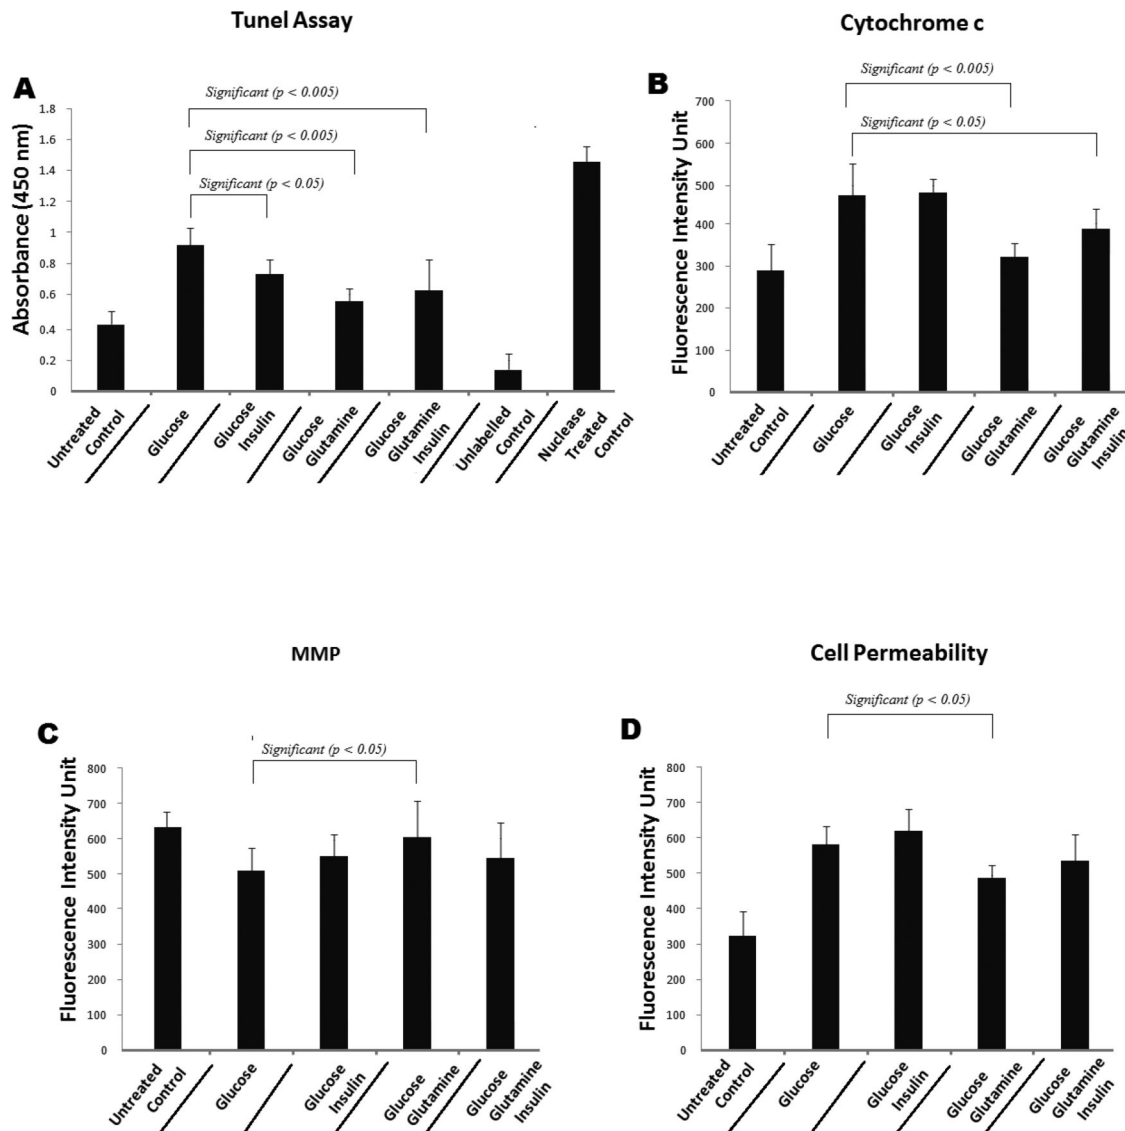 Tunel Assay
A
Significant (p < 0.005)
Significant (p < 0.005)
Significant (p < 0.05)
Absorbance (450 nm)
1.8
1.6
1.4
1.2
1
0.8
0.6
0.4
0.2
0
Untreated
Control
Glucose
Glucose
Insulin
Glucose
Glutamine
Glucose
Glutamine
Insulin
Unlabelled
Control
Nuclease
Treated
Control
Cytochrome c
B
Significant (p < 0.005)
Significant (p < 0.05)
Fluorescence Intensity Unit
700
600
500
400
300
200
100
0
Untreated
Control
Glucose
Glucose
Insulin
Glucose
Glutamine
Glucose
Glutamine
Insulin
MMP
C
Significant (p < 0.05)
Fluorescence Intensity Unit
800
700
600
500
400
300
200
100
0
Untreated
Control
Glucose
Glucose
Insulin
Glucose
Glutamine
Glucose
Glutamine
Insulin
Cell Permeability
D
Significant (p < 0.05)
Fluorescence Intensity Unit
800
700
600
500
400
300
200
100
0
Untreated
Control
Glucose
Glucose
Insulin
Glucose
Glutamine
Glucose
Glutamine
Insulin